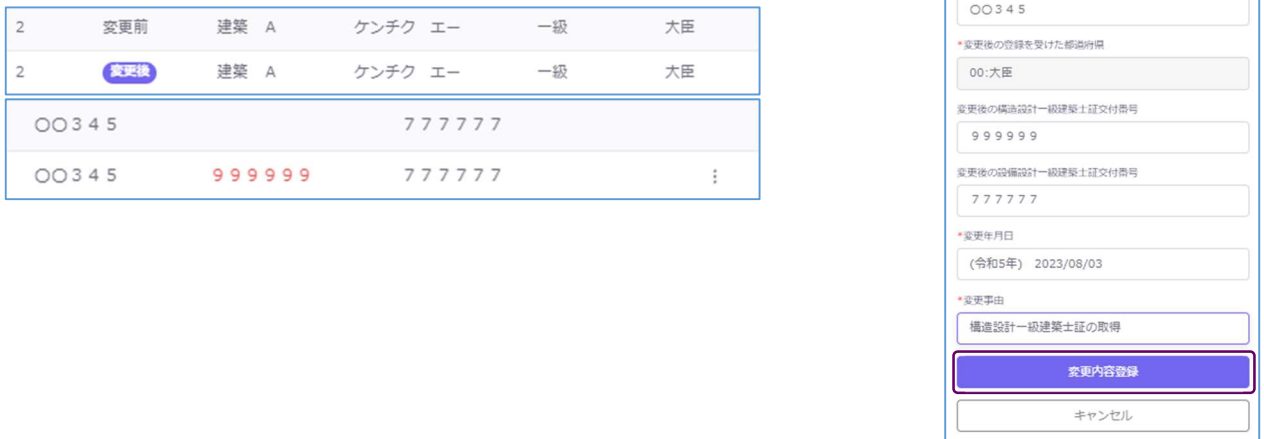 2 変更前 建築 A ケンチク エー 一級 大臣
2 変更後 建築 A ケンチク エー 一級 大臣
〇〇３４５ ７７７７７７
〇〇３４５ ９９９９９９ ７７７７７７ ⋮
〇〇３４５
*変更後の登録を受けた都道府県
00:大臣
変更後の構造設計一級建築士証交付番号
９９９９９９
変更後の設備設計一級建築士証交付番号
７７７７７７
*変更年月日
(令和5年) 2023/08/03
*変更事由
構造設計一級建築士証の取得
変更内容登録
キャンセル